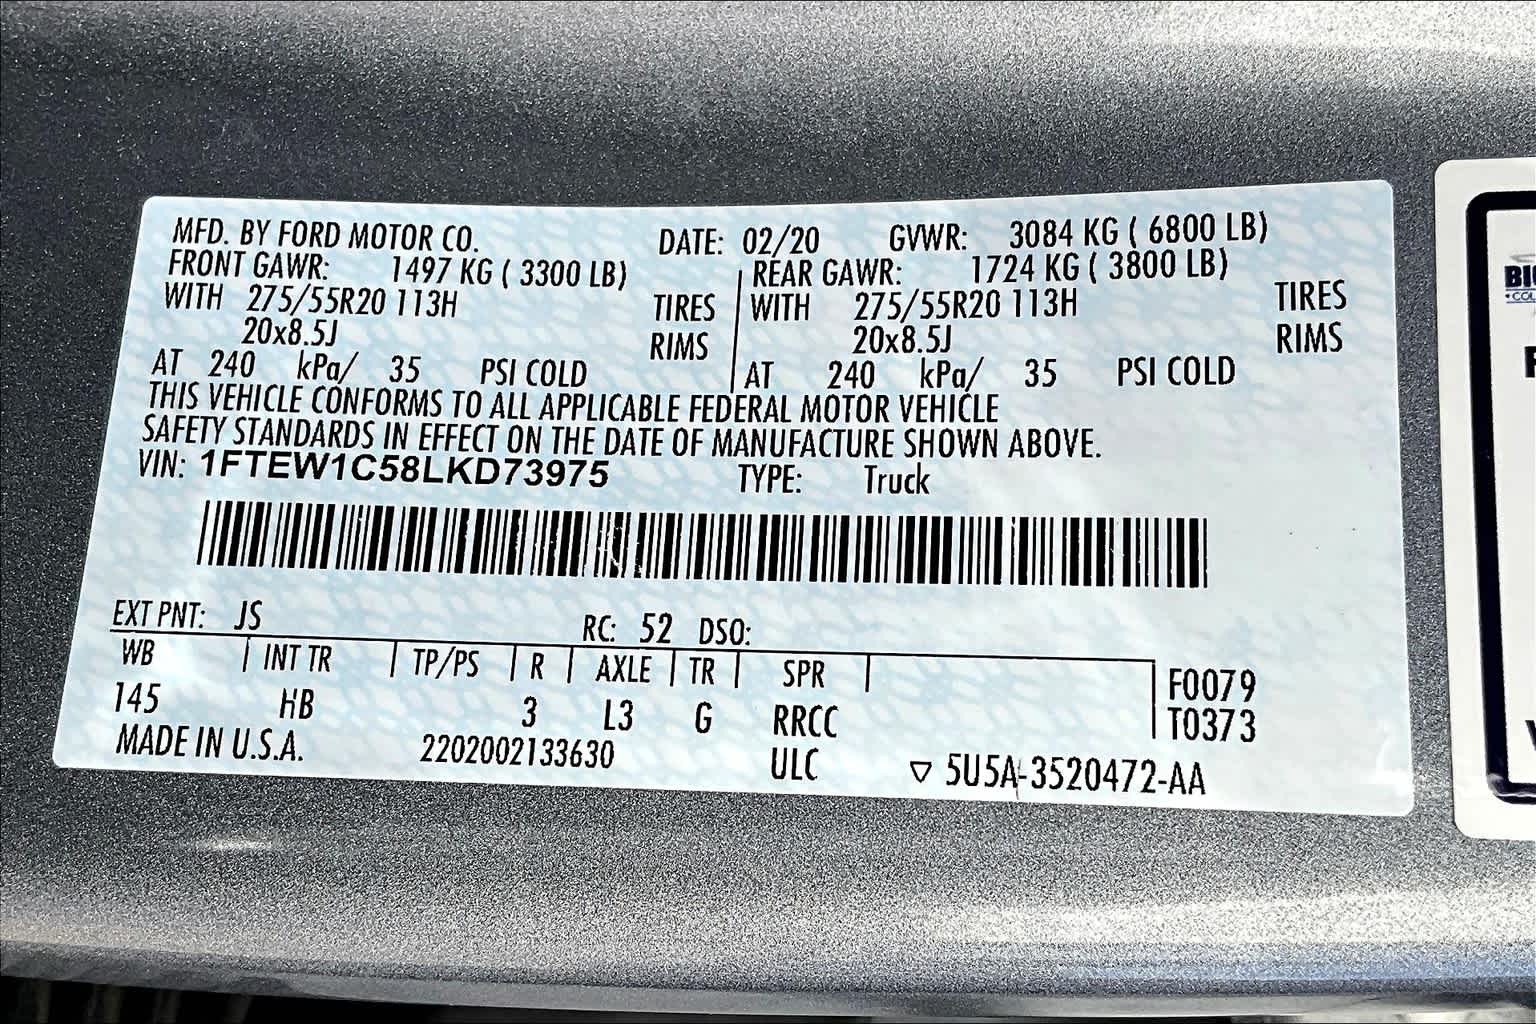 MFD. BY FORD MOTOR CO. DATE: 02/20 GVWR: 3084 KG ( 6800 LB)
FRONT GAWR: 1497 KG ( 3300 LB) REAR GAWR: 1724 KG ( 3800 LB)
WITH 275/55R20 113H TIRES WITH 275/55R20 113H TIRES
20x8.5J RIMS 20x8.5J RIMS
AT 240 kPa/ 35 PSI COLD AT 240 kPa/ 35 PSI COLD
THIS VEHICLE CONFORMS TO ALL APPLICABLE FEDERAL MOTOR VEHICLE
SAFETY STANDARDS IN EFFECT ON THE DATE OF MANUFACTURE SHOWN ABOVE.
VIN: 1FTEW1C58LKD73975 TYPE: Truck
EXT PNT: JS RC: 52 DSO:
WB INT TR TP/PS R AXLE TR SPR F0079
145 HB 3 L3 G RRCC T0373
MADE IN U.S.A. 2202002133630 ULC ▽ 5U5A-3520472-AA